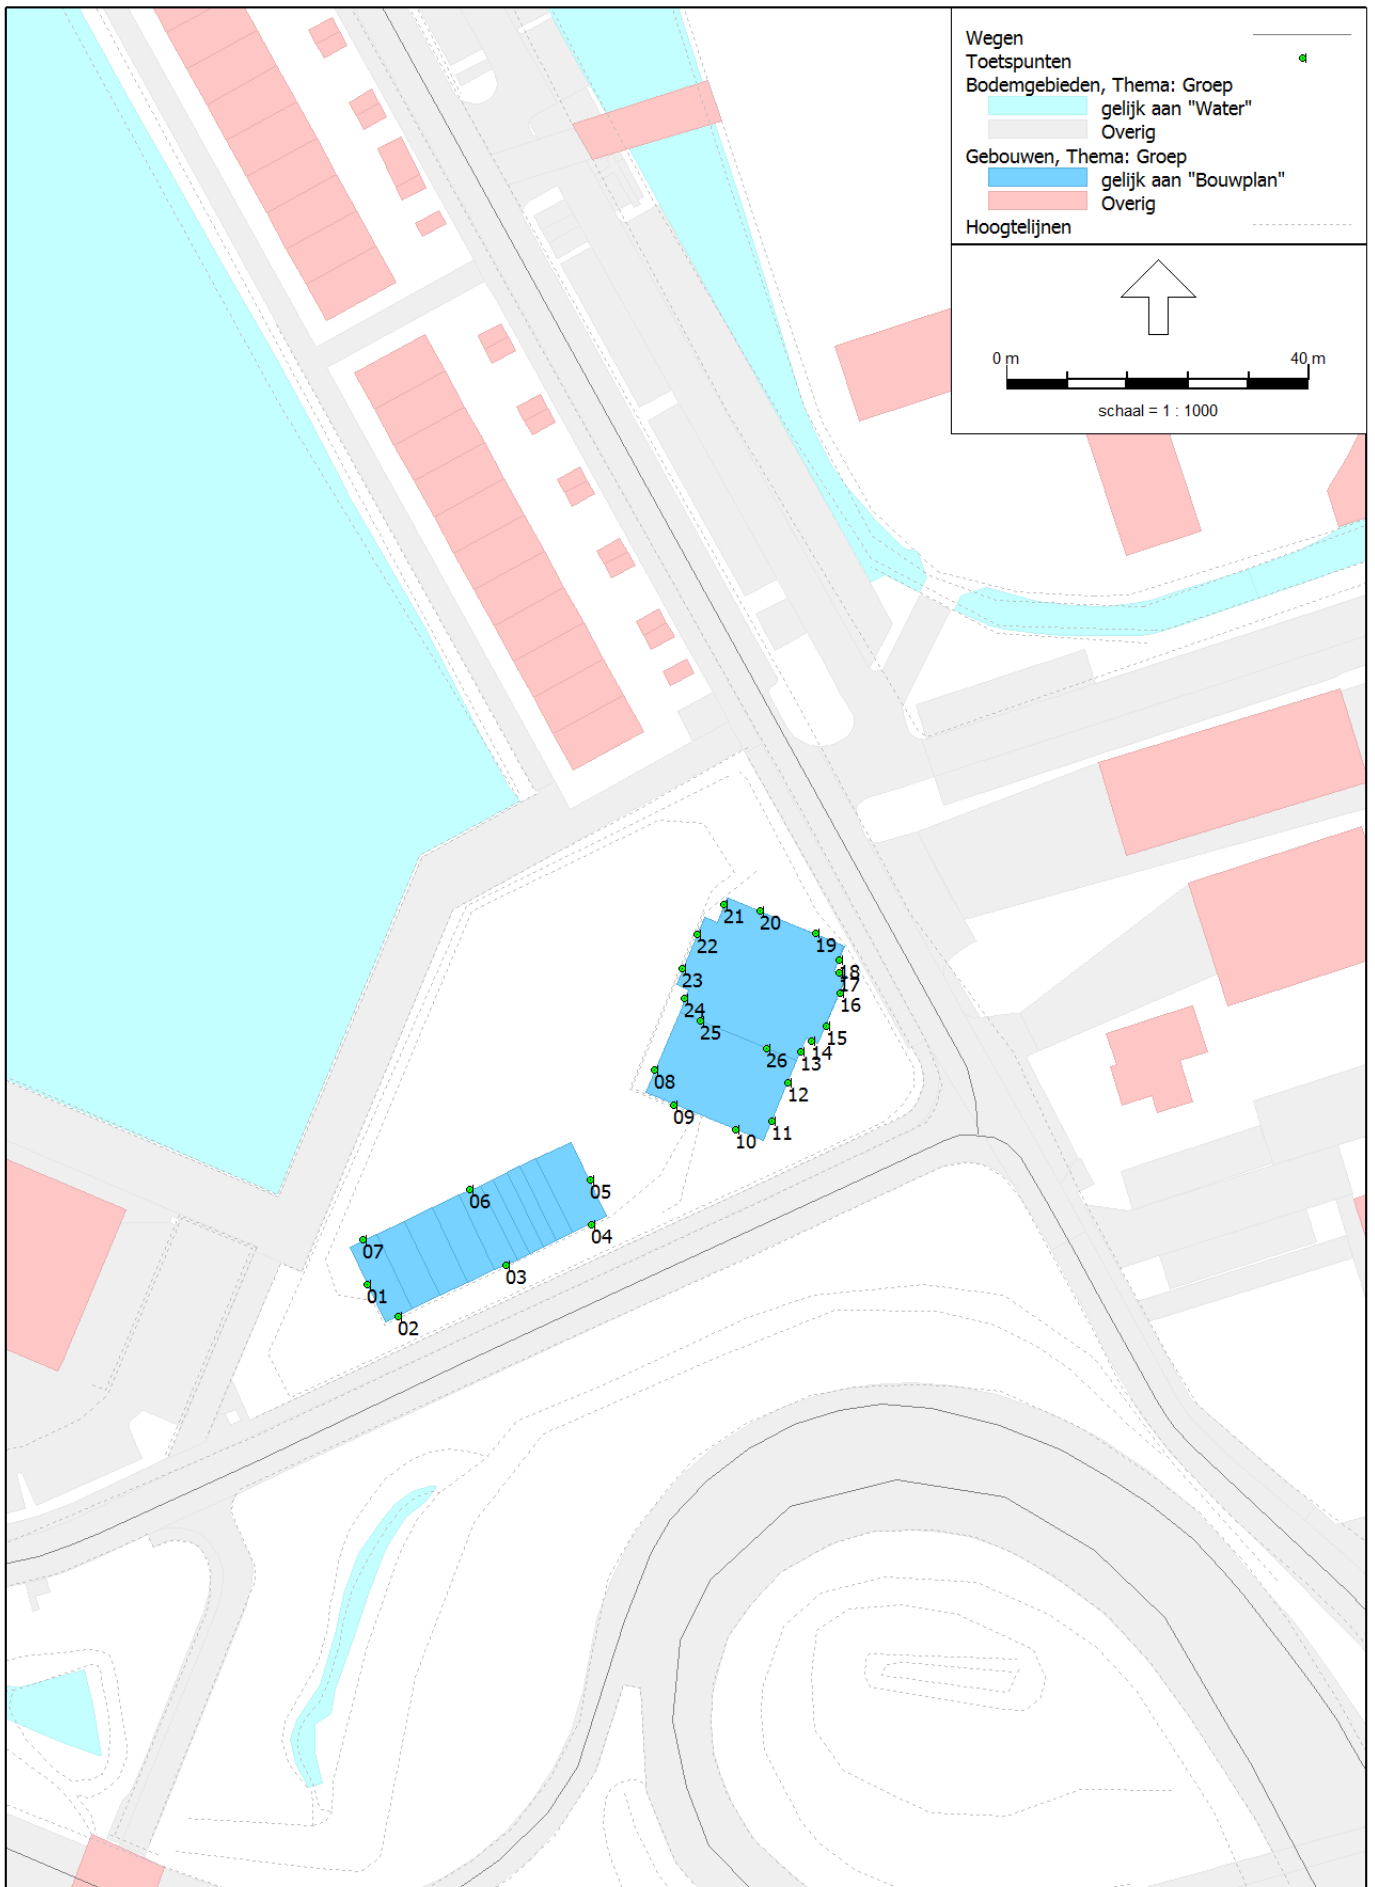 Wegen
Toetspunten
Bodemgebieden, Thema: Groep
gelijk aan "Water"
Overig
Gebouwen, Thema: Groep
gelijk aan "Bouwplan"
Overig
Hoogtelijnen
0 m 40 m
schaal = 1 : 1000
21
20
22
19
23
18
17
24
16
25
15
26
14
13
08
12
09
10
11
05
06
04
07
03
01
02